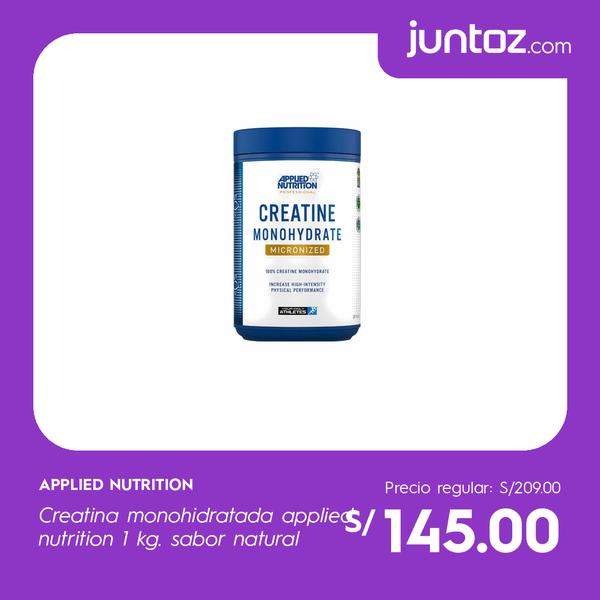 juntoz.com
APPLIED
NUTRITION
PROFESSIONAL
CREATINE
MONOHYDRATE
MICRONIZED
100% CREATINE MONOHYDRATE
INCREASE HIGH-INTENSITY
PHYSICAL PERFORMANCE
ATHLETES
APPLIED NUTRITION
Creatina monohidratada applied
nutrition 1 kg. sabor natural
Precio regular: S/209.00
S/ 145.00